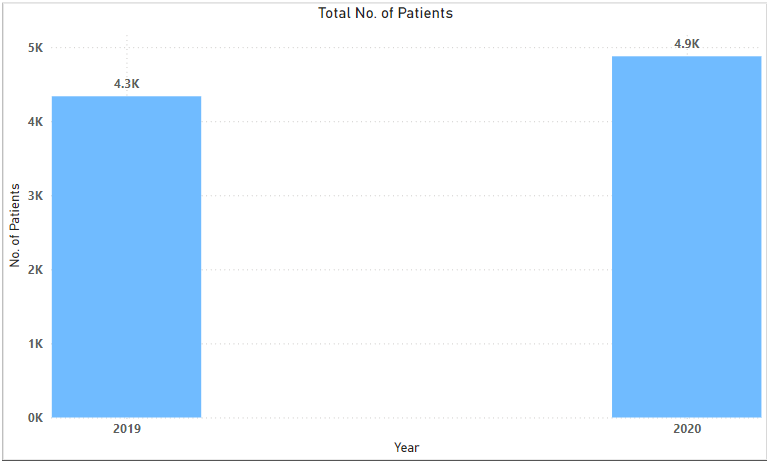 Total No. of Patients
No. of Patients
5K
4K
3K
2K
1K
0K
4.3K
4.9K
2019
2020
Year